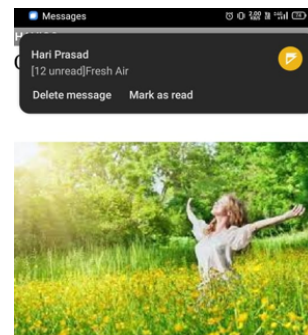 Messages
Hari Prasad
[12 unread]Fresh Air
Delete message Mark as read